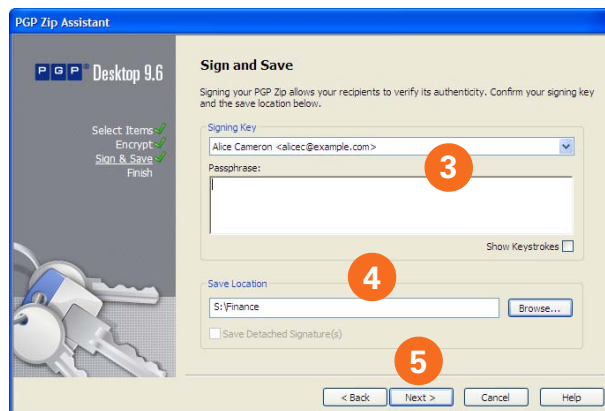 PGP Zip Assistant
PGP® Desktop 9.6
Select Items
Encrypt
Sign & Save
Finish
Sign and Save
Signing your PGP Zip allows your recipients to verify its authenticity. Confirm your signing key
and the save location below.
Signing Key
Alice Cameron <alicec@example.com>
3
Passphrase:
Show Keystrokes
4
Save Location
S:\Finance
Browse...
Save Detached Signature(s)
5
< Back
Next >
Cancel
Help